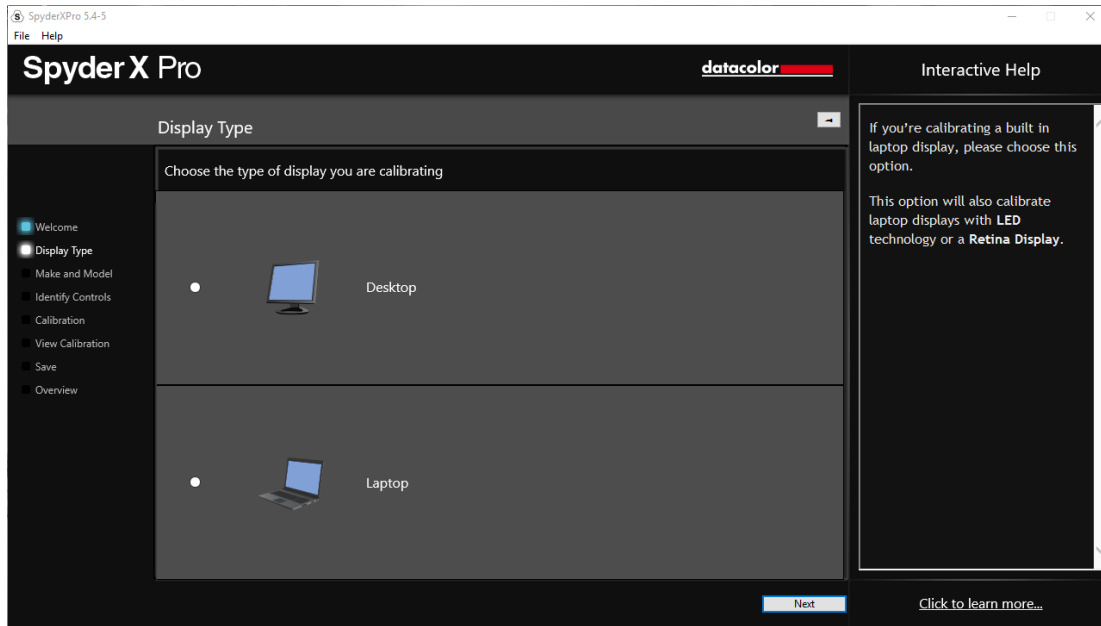 S SpyderXPro 5.4-5
File Help
Spyder X Pro
datacolor
Interactive Help
Display Type
Choose the type of display you are calibrating
Welcome
Display Type
Make and Model
Identify Controls
Calibration
View Calibration
Save
Overview
Desktop
Laptop
Next
If you're calibrating a built in
laptop display, please choose this
option.
This option will also calibrate
laptop displays with LED
technology or a Retina Display.
Click to learn more...